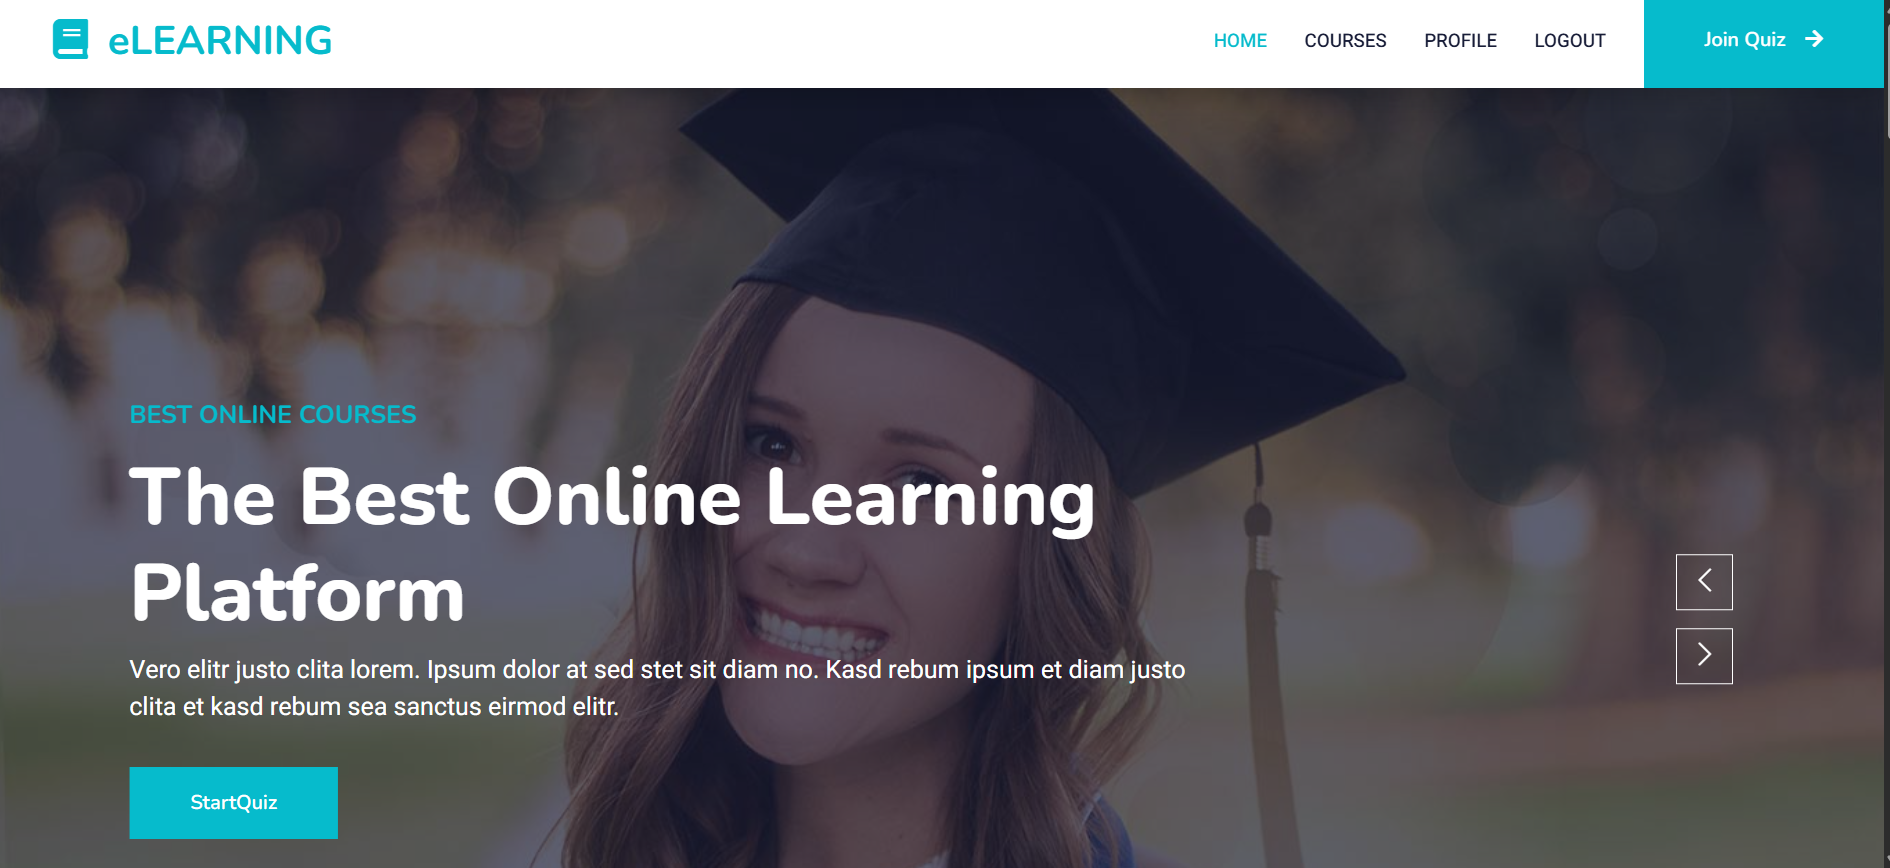 eLEARNING
HOME COURSES PROFILE LOGOUT Join Quiz
BEST ONLINE COURSES
The Best Online Learning
Platform
Vero elitr justo clita lorem. Ipsum dolor at sed stet sit diam no. Kasd rebum ipsum et diam justo
clita et kasd rebum sea sanctus eirmod elitr.
StartQuiz